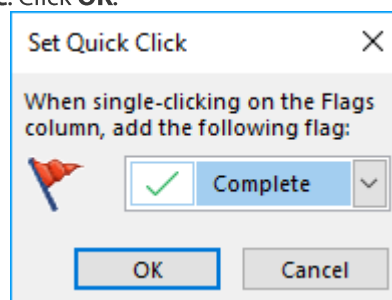 Click OK.
Set Quick Click
When single-clicking on the Flags
column, add the following flag:
Complete
OK
Cancel